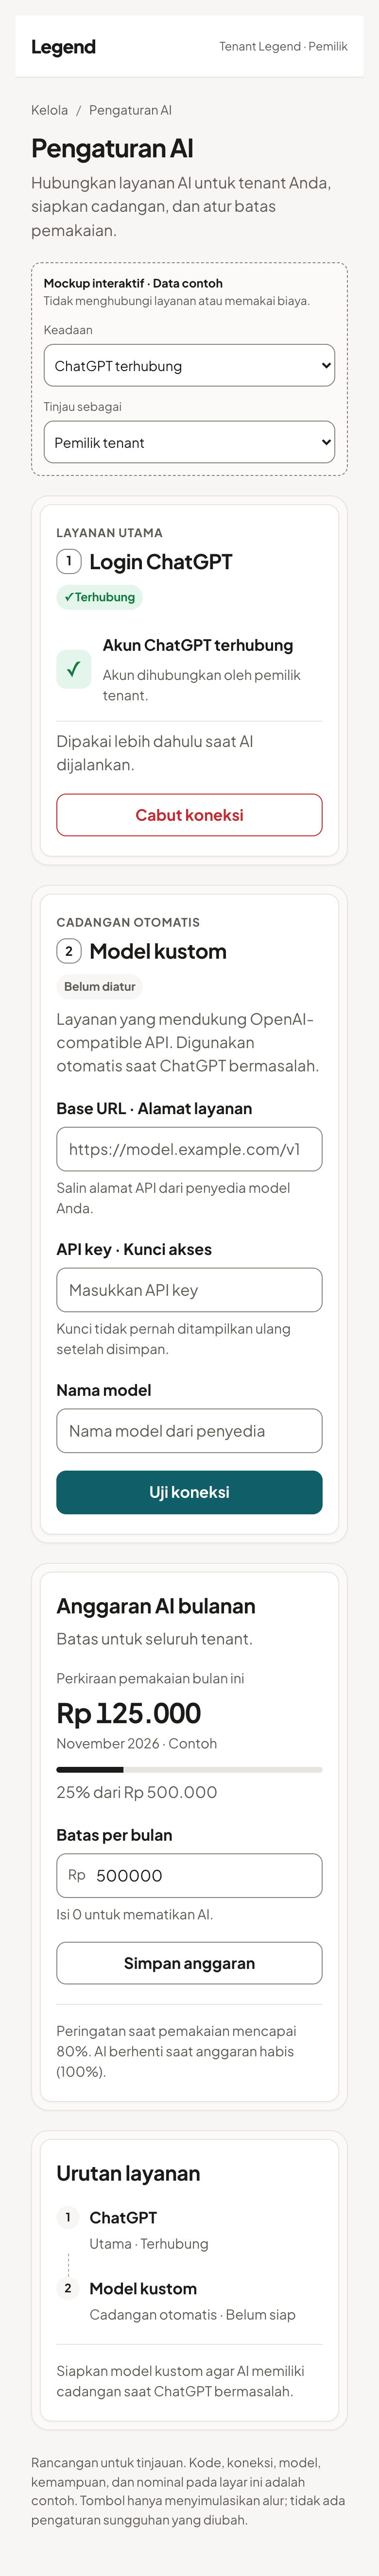 Legend
Tenant Legend · Pemilik
Kelola / Pengaturan AI
Pengaturan AI
Hubungkan layanan AI untuk tenant Anda,
siapkan cadangan, dan atur batas
pemakaian.
Mockup interaktif · Data contoh
Tidak menghubungi layanan atau memakai biaya.
Keadaan
ChatGPT terhubung
Tinjau sebagai
Pemilik tenant
LAYANAN UTAMA
1 Login ChatGPT
✓Terhubung
✓
Akun ChatGPT terhubung
Akun dihubungkan oleh pemilik
tenant.
Dipakai lebih dahulu saat AI
dijalankan.
Cabut koneksi
CADANGAN OTOMATIS
2 Model kustom
Belum diatur
Layanan yang mendukung OpenAI-
compatible API. Digunakan
otomatis saat ChatGPT bermasalah.
Base URL · Alamat layanan
https://model.example.com/v1
Salin alamat API dari penyedia model
Anda.
API key · Kunci akses
Masukkan API key
Kunci tidak pernah ditampilkan ulang
setelah disimpan.
Nama model
Nama model dari penyedia
Uji koneksi
Anggaran AI bulanan
Batas untuk seluruh tenant.
Perkiraan pemakaian bulan ini
Rp 125.000
November 2026 · Contoh
25% dari Rp 500.000
Batas per bulan
Rp 500000
Isi 0 untuk mematikan AI.
Simpan anggaran
Peringatan saat pemakaian mencapai
80%. AI berhenti saat anggaran habis
(100%).
Urutan layanan
1 ChatGPT
Utama · Terhubung
2 Model kustom
Cadangan otomatis · Belum siap
Siapkan model kustom agar AI memiliki
cadangan saat ChatGPT bermasalah.
Rancangan untuk tinjauan. Kode, koneksi, model,
kemampuan, dan nominal pada layar ini adalah
contoh. Tombol hanya menyimulasikan alur; tidak ada
pengaturan sungguhan yang diubah.